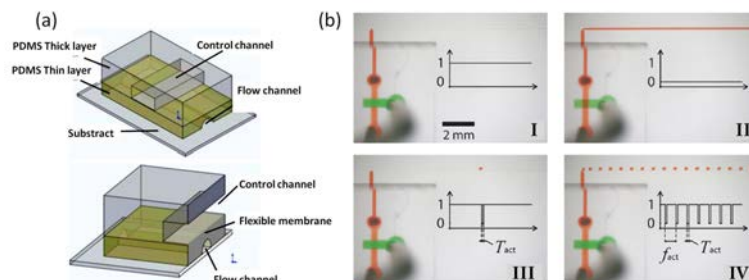 (a)
PDMS Thick layer
Control channel
PDMS Thin layer
Flow channel
Substract
Control channel
Flexible membrane
Flow channel
(b)
1
0
2 mm
I
1
0
II
1
0
Tact
III
1
0
fact
Tact
IV